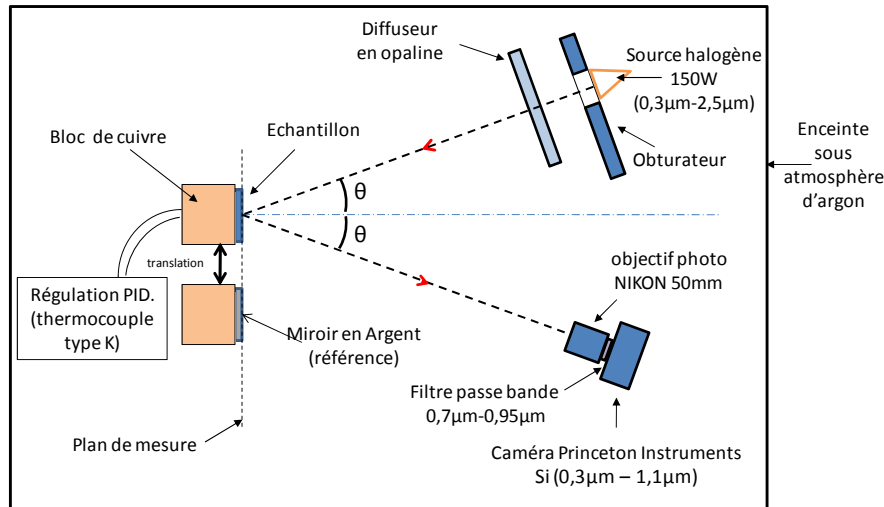 Diffuseur
en opaline
Source halogène
150W
(0,3µm-2,5µm)
Bloc de cuivre
Echantillon
Obturateur
Enceinte
sous
atmosphère
d'argon
θ
θ
translation
Régulation PID.
(thermocouple
type K)
Miroir en Argent
(référence)
objectif photo
NIKON 50mm
Filtre passe bande
0,7µm-0,95µm
Plan de mesure
Caméra Princeton Instruments
Si (0,3µm – 1,1µm)